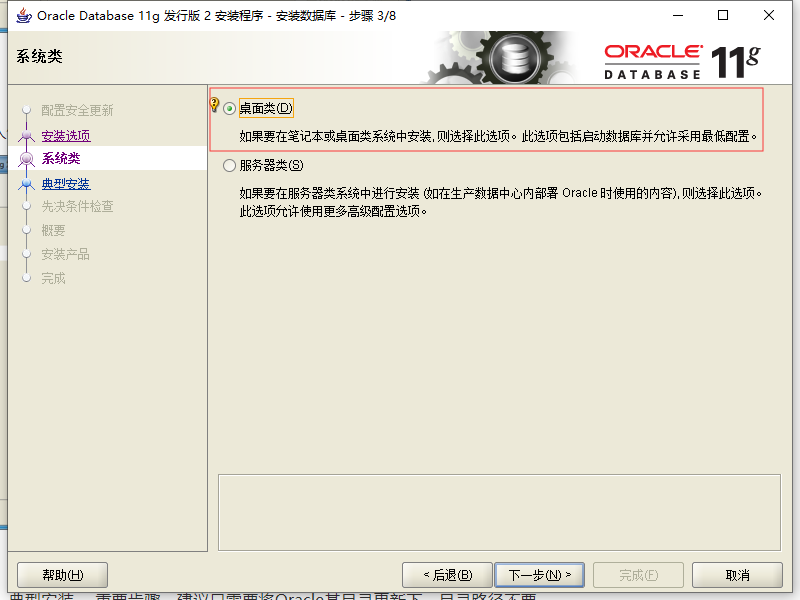 Oracle Database 11g 发行版 2 安装程序 - 安装数据库 - 步骤 3/8
系统类
ORACLE
DATABASE
11g
配置安全更新
安装选项
系统类
典型安装
先决条件检查
概要
安装产品
完成
桌面类(D)
如果要在笔记本或桌面类系统中安装, 则选择此选项。此选项包括启动数据库并允许采用最低配置。
服务器类(S)
如果要在服务器类系统中进行安装 (如在生产数据中心内部署 Oracle 时使用的内容), 则选择此选项。
此选项允许使用更多高级配置选项。
帮助(H)
< 后退(B)
下一步(N) >
完成(F)
取消